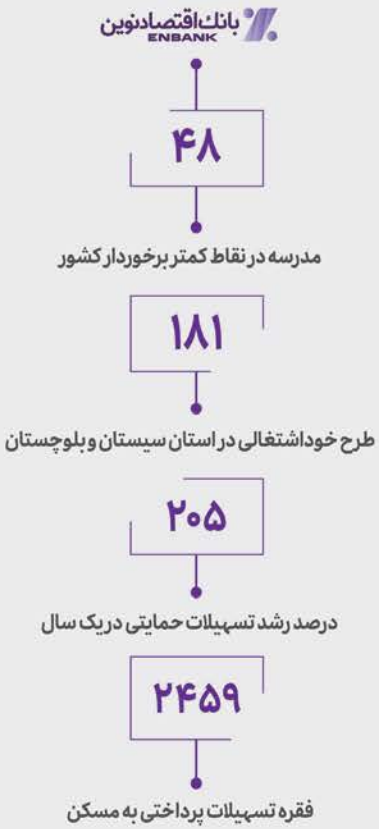 بانک‌اقتصادنوین
ENBANK
۴۸
مدرسه در نقاط کمتر برخوردار کشور
۱۸۱
طرح خوداشتغالی در استان سیستان و بلوچستان
۲۰۵
درصد رشد تسهیلات حمایتی در یک سال
۲۴۵۹
فقره تسهیلات پرداختی به مسکن